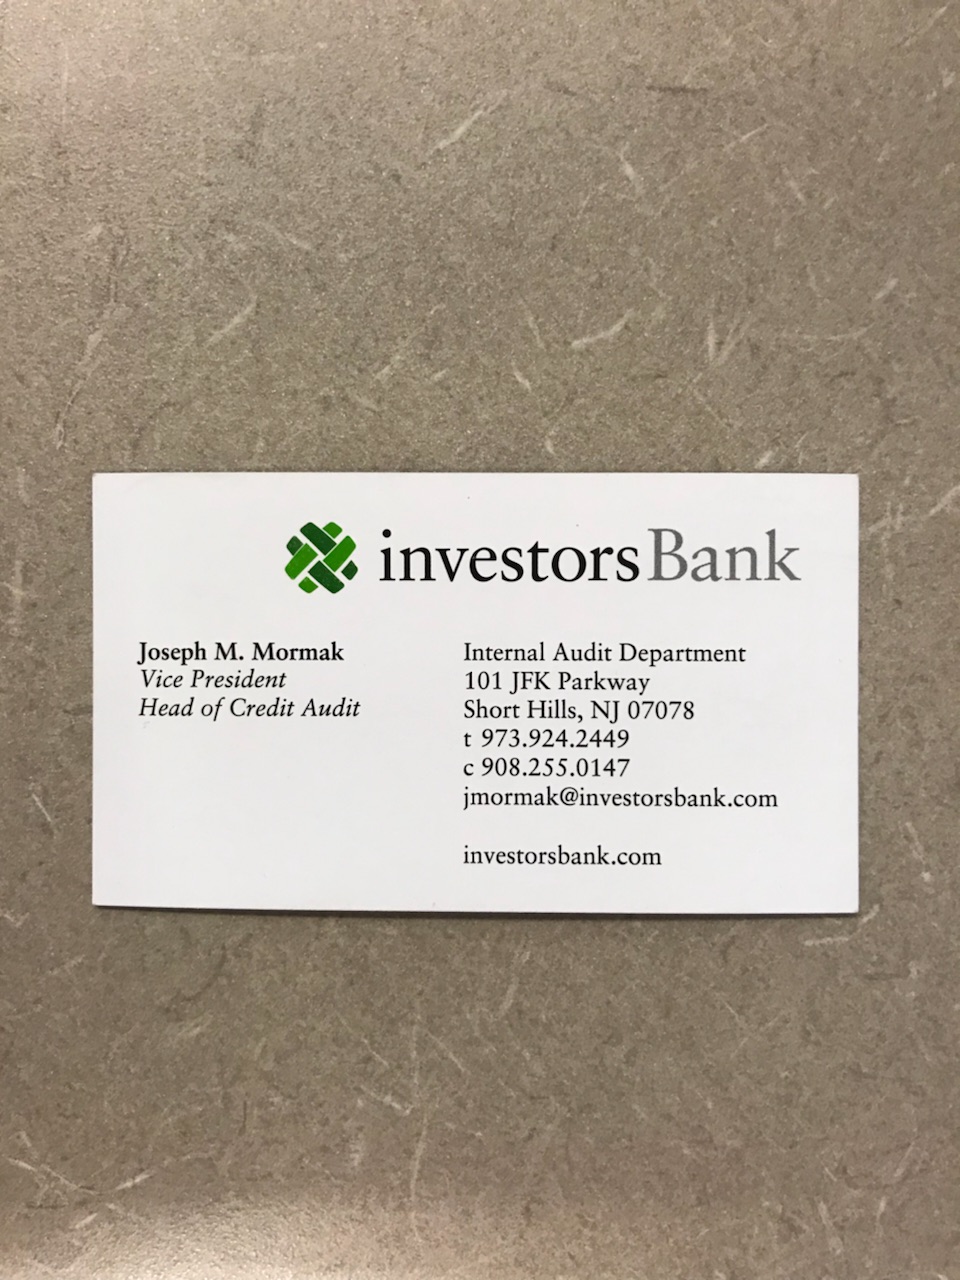 investorsBank
Joseph M. Mormak
Vice President
Head of Credit Audit
Internal Audit Department
101 JFK Parkway
Short Hills, NJ 07078
t 973.924.2449
c 908.255.0147
jmormak@investorsbank.com
investorsbank.com